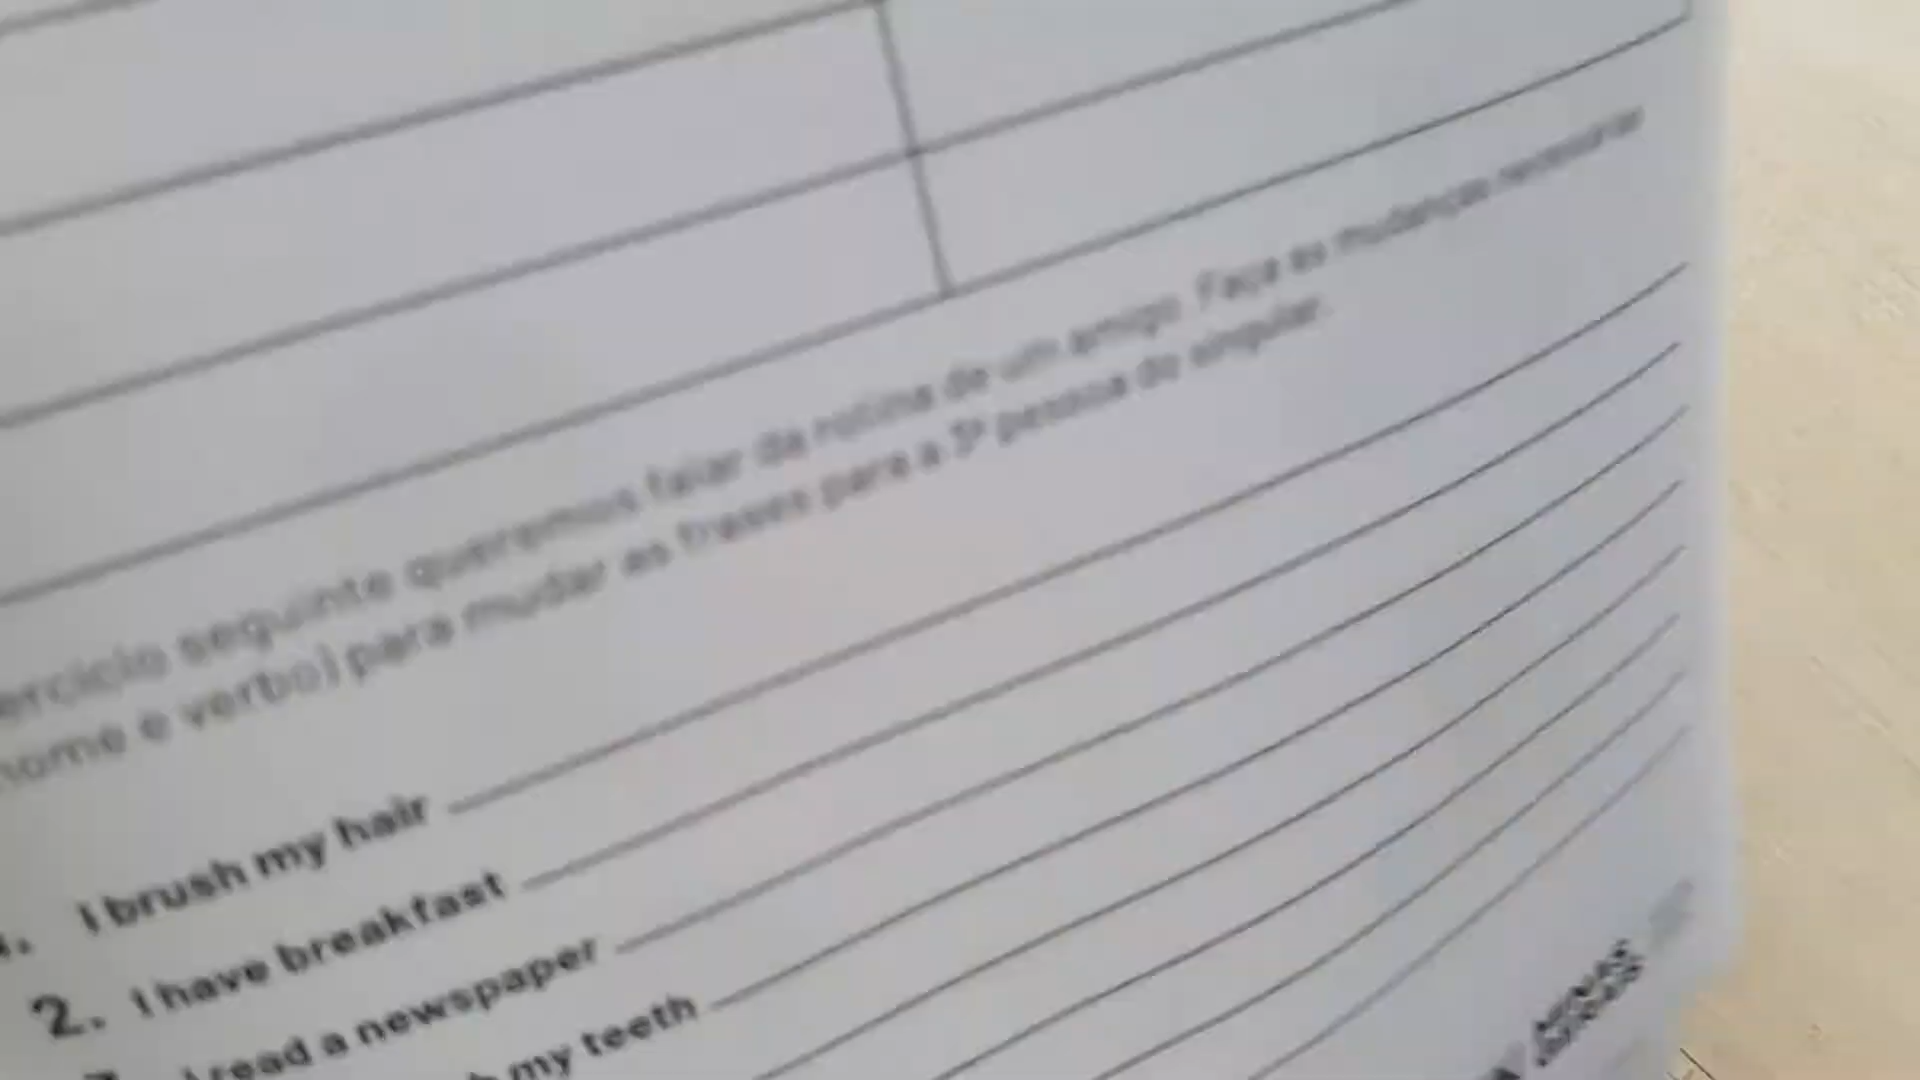 ercício seguinte queremos falar da rotina de um amigo. Faça as mudanças necessárias
nome e verbo) para mudar as frases para a 3ª pessoa do singular.
I brush my hair
2. I have breakfast
I read a newspaper
my teeth